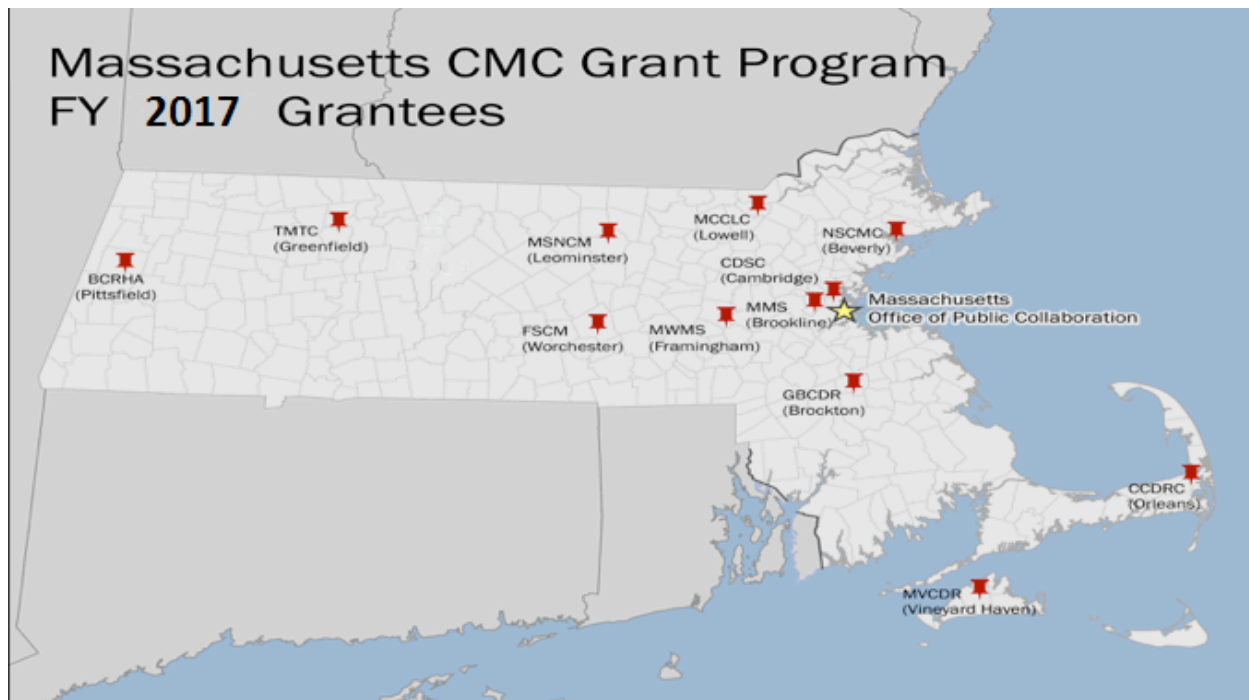 Massachusetts CMC Grant Program
FY 2017 Grantees
TMTC
(Greenfield)
BCRHA
(Pittsfield)
MSNCM
(Leominster)
MCCLC
(Lowell)
NSCMC
(Beverly)
CDSC
(Cambridge)
MMS
(Brookline)
Massachusetts
Office of Public Collaboration
FSCM
(Worchester)
MWMS
(Framingham)
GBCDR
(Brockton)
CCDRC
(Orleans)
MVCDR
(Vineyard Haven)